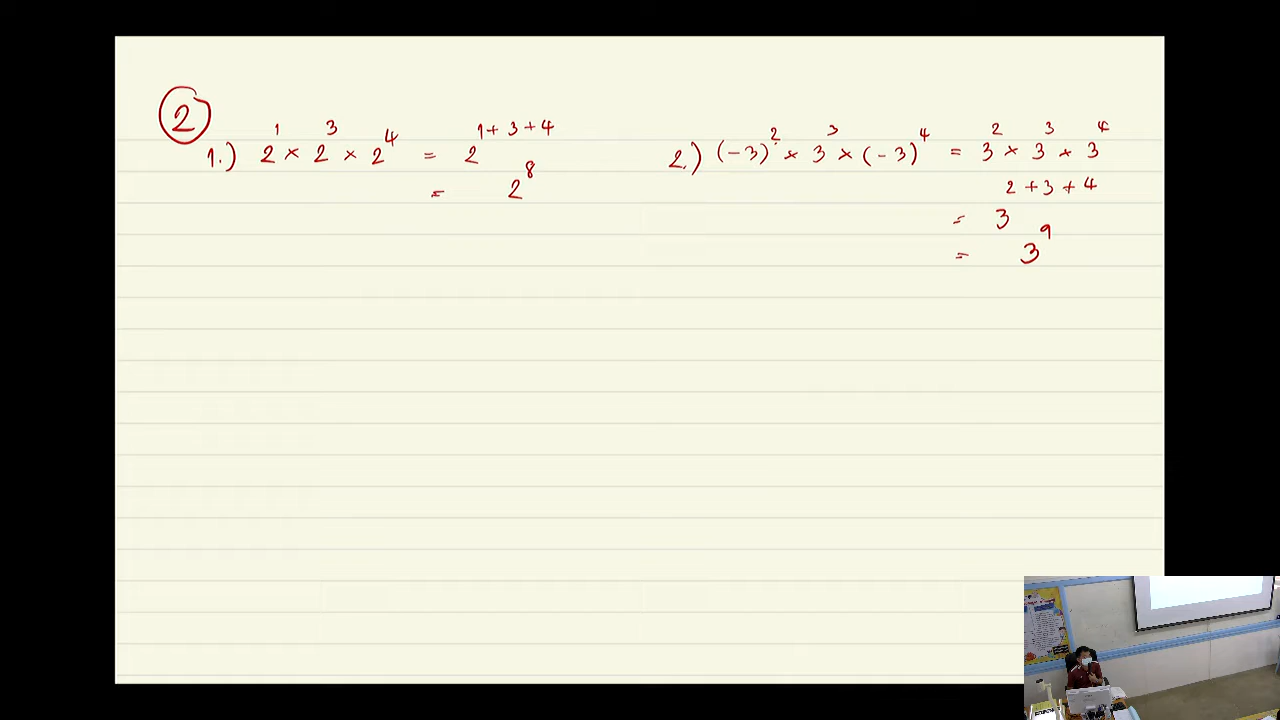 ②
1.) 2¹ × 2³ × 2⁴ = 2¹⁺³⁺⁴
= 2⁸
2.) (-3)² × 3³ × (-3)⁴ = 3² × 3³ × 3⁴
= 3²⁺³⁺⁴
= 3⁹